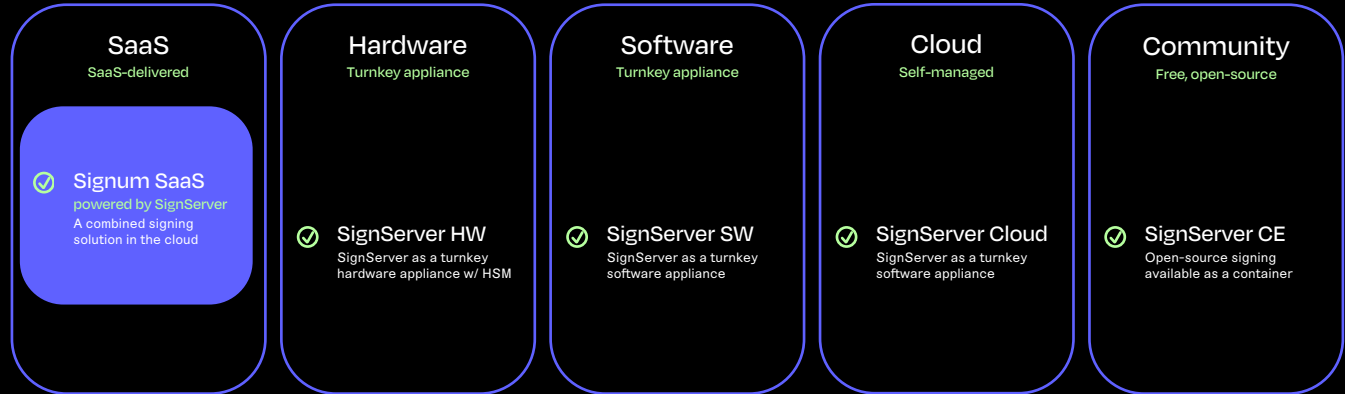 SaaS
SaaS-delivered
Signum SaaS
powered by SignServer
A combined signing
solution in the cloud
Hardware
Turnkey appliance
SignServer HW
SignServer as a turnkey
hardware appliance w/ HSM
Software
Turnkey appliance
SignServer SW
SignServer as a turnkey
software appliance
Cloud
Self-managed
SignServer Cloud
SignServer as a turnkey
software appliance
Community
Free, open-source
SignServer CE
Open-source signing
available as a container